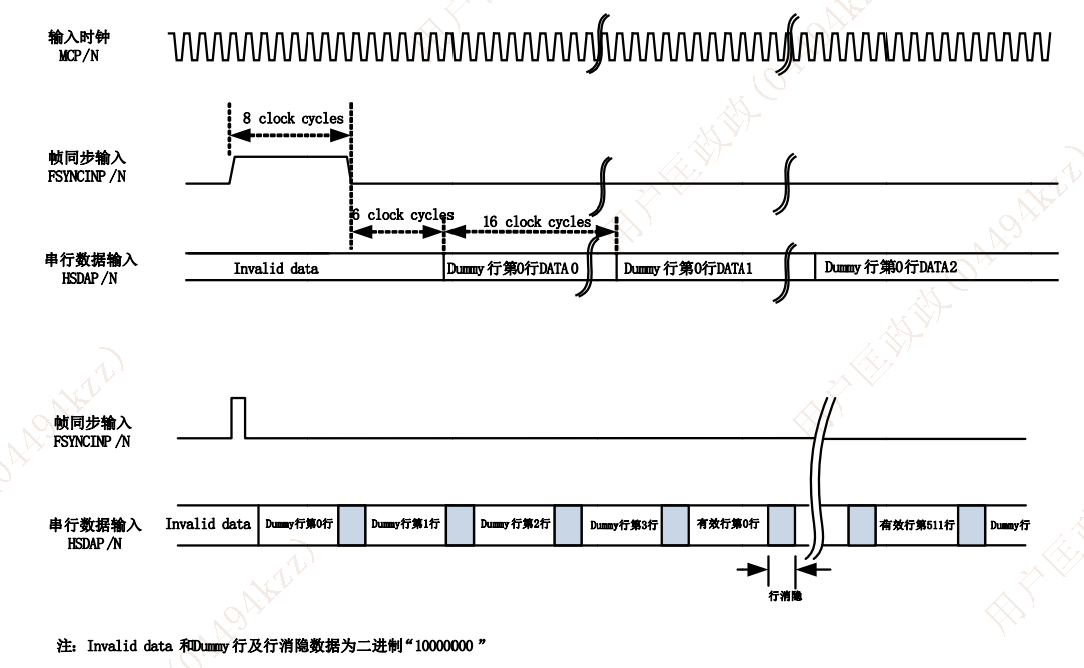 输入时钟
MCP/N
8 clock cycles
帧同步输入
FSYNCINP/N
6 clock cycles
16 clock cycles
串行数据输入
HSDAP/N
Invalid data
Dummy行第0行DATA0
Dummy行第0行DATA1
Dummy行第0行DATA2
帧同步输入
FSYNCINP/N
串行数据输入
HSDAP/N
Invalid data
Dummy行第0行
Dummy行第1行
Dummy行第2行
Dummy行第3行
有效行第0行
有效行第511行
Dummy行
行消隐
注: Invalid data 和Dummy行及行消隐数据为二进制“10000000”
用户匡政政(04494kzz)